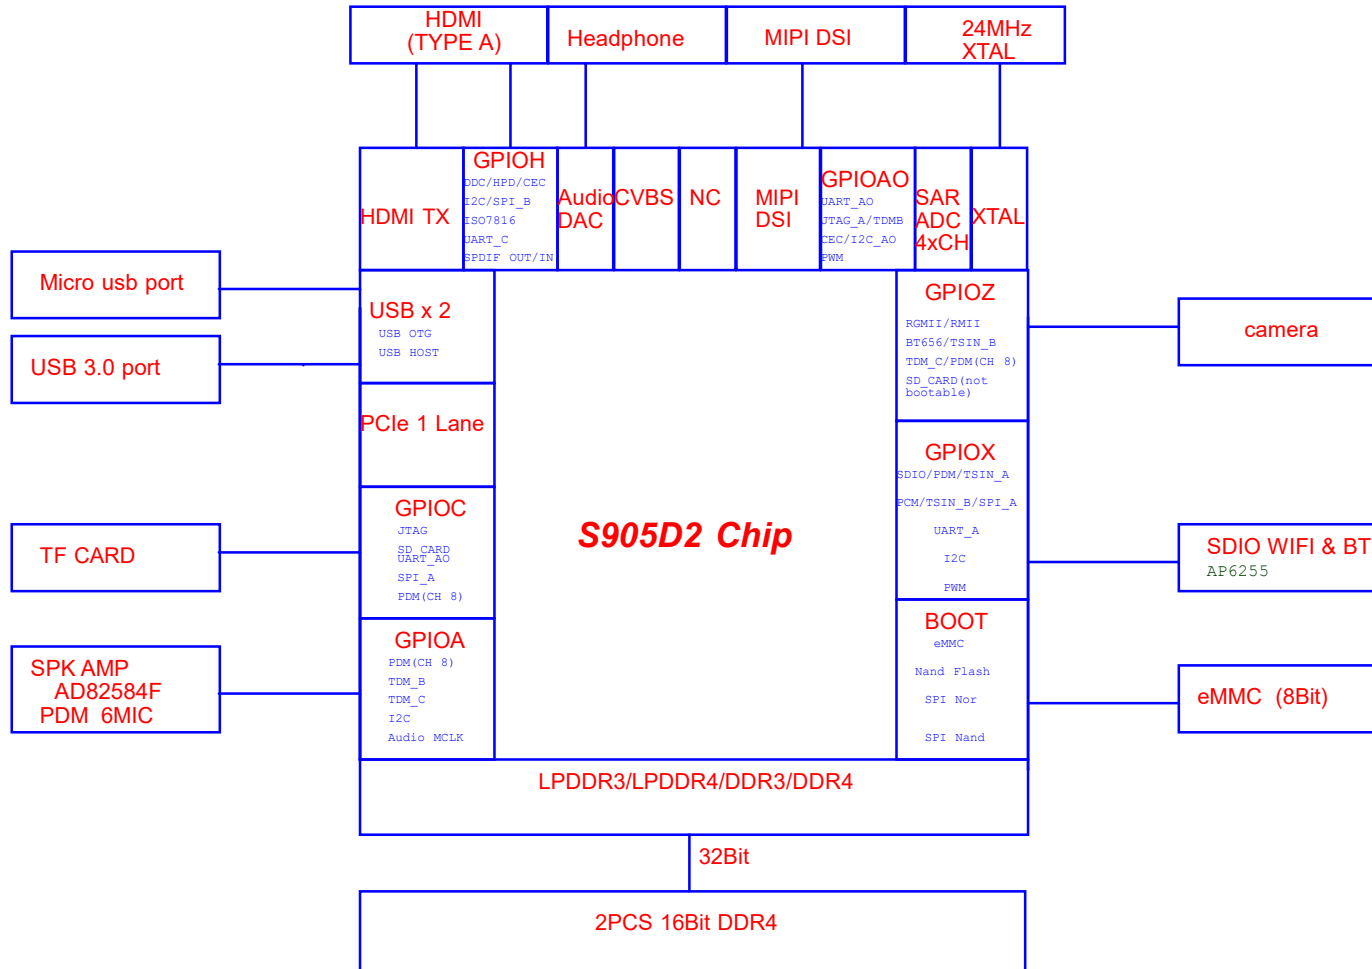 HDMI
(TYPE A)
Headphone
MIPI DSI
24MHz
XTAL
HDMI TX
GPIOH
DDC/HPD/CEC
I2C/SPI_B
ISO7816
UART_C
SPDIF OUT/IN
Audio
DAC
CVBS
NC
MIPI
DSI
GPIOAO
UART_AO
JTAG_A/TDMB
CEC/I2C_AO
PWM
SAR
ADC
4xCH
XTAL
Micro usb port
USB 3.0 port
USB x 2
USB OTG
USB HOST
PCIe 1 Lane
TF CARD
GPIOC
JTAG
SD_CARD
UART_AO
SPI_A
PDM(CH 8)
SPK AMP
AD82584F
PDM 6MIC
GPIOA
PDM(CH 8)
TDM_B
TDM_C
I2C
Audio MCLK
S905D2 Chip
GPIOZ
RGMII/RMII
BT656/TSIN_B
TDM_C/PDM(CH 8)
SD_CARD(not
bootable)
camera
GPIOX
SDIO/PDM/TSIN_A
PCM/TSIN_B/SPI_A
UART_A
I2C
PWM
SDIO WIFI & BT
AP6255
BOOT
eMMC
Nand Flash
SPI Nor
SPI Nand
eMMC (8Bit)
LPDDR3/LPDDR4/DDR3/DDR4
32Bit
2PCS 16Bit DDR4